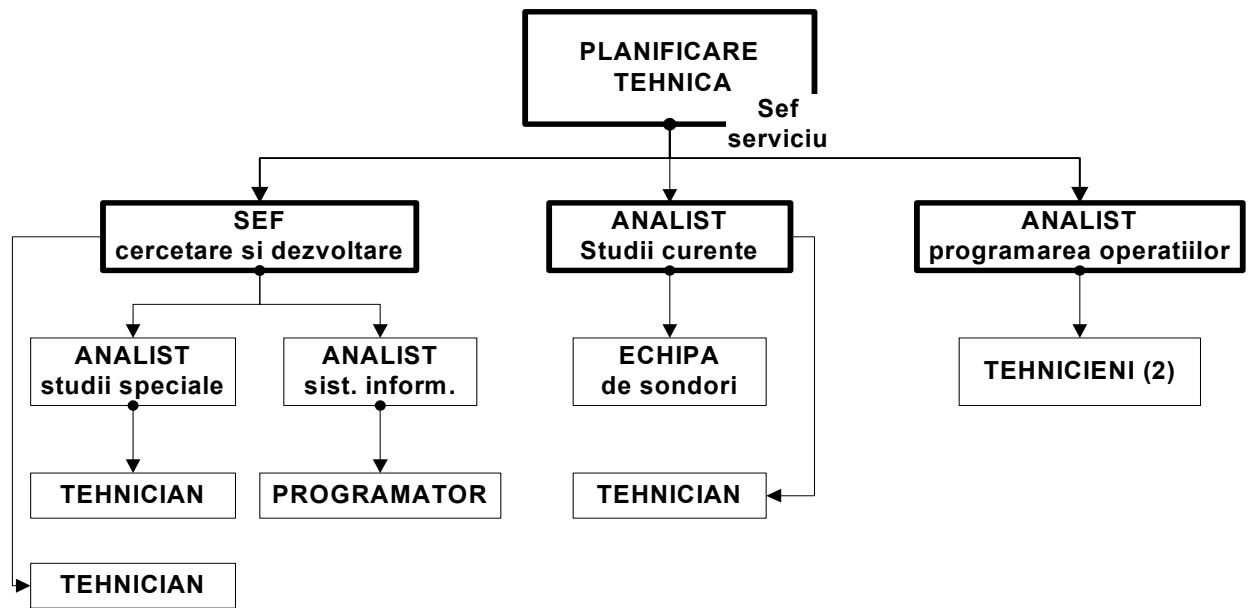 PLANIFICARE
TEHNICA
Sef
serviciu
SEF
cercetare si dezvoltare
ANALIST
Studii curente
ANALIST
programarea operatiilor
ANALIST
studii speciale
ANALIST
sist. inform.
ECHIPA
de sondori
TEHNICIENI (2)
TEHNICIAN
PROGRAMATOR
TEHNICIAN
TEHNICIAN